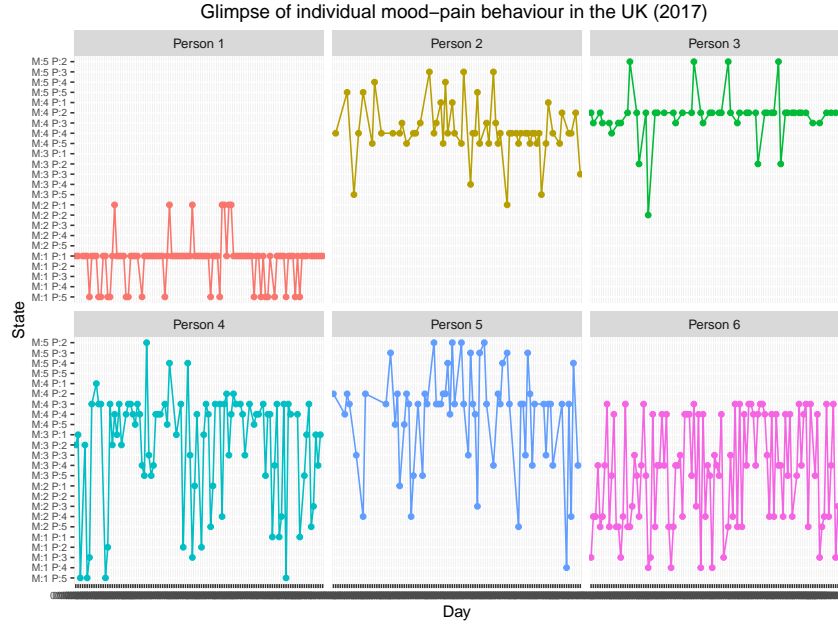 Glimpse of individual mood−pain behaviour in the UK (2017)
Person 1
Person 2
Person 3
M:5 P:2
M:5 P:3
M:5 P:4
M:5 P:5
M:4 P:1
M:4 P:2
M:4 P:3
M:4 P:4
M:4 P:5
M:3 P:1
M:3 P:2
M:3 P:3
M:3 P:4
M:3 P:5
M:2 P:1
M:2 P:2
M:2 P:3
M:2 P:4
M:2 P:5
M:1 P:1
M:1 P:2
M:1 P:3
M:1 P:4
M:1 P:5
State
Person 4
Person 5
Person 6
M:5 P:2
M:5 P:3
M:5 P:4
M:5 P:5
M:4 P:1
M:4 P:2
M:4 P:3
M:4 P:4
M:4 P:5
M:3 P:1
M:3 P:2
M:3 P:3
M:3 P:4
M:3 P:5
M:2 P:1
M:2 P:2
M:2 P:3
M:2 P:4
M:2 P:5
M:1 P:1
M:1 P:2
M:1 P:3
M:1 P:4
M:1 P:5
Day